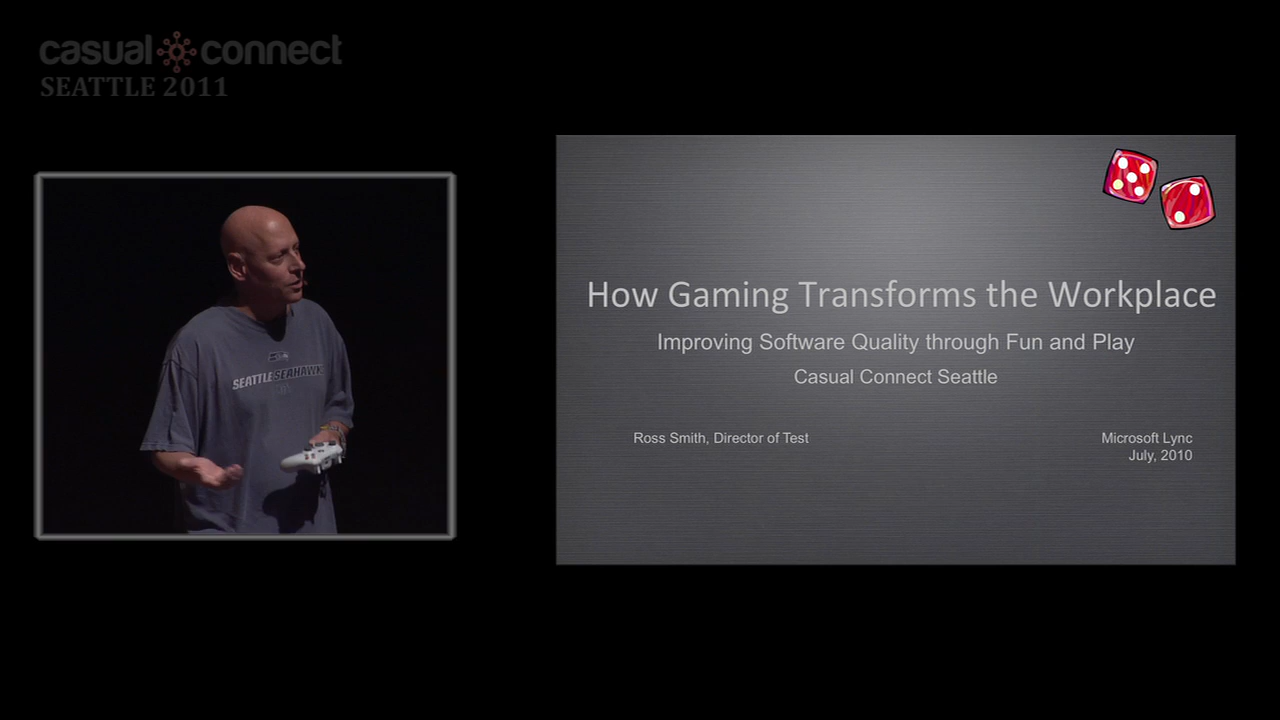 casual connect
SEATTLE 2011
SEATTLE SEAHAWKS
How Gaming Transforms the Workplace
Improving Software Quality through Fun and Play
Casual Connect Seattle
Ross Smith, Director of Test
Microsoft Lync
July, 2010